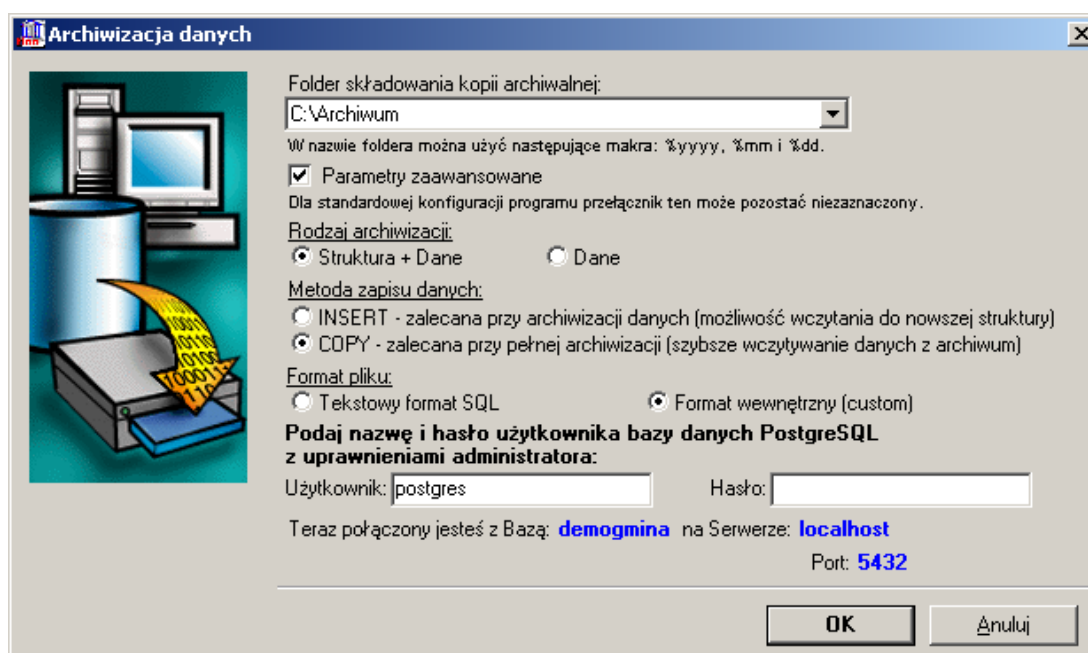 Archiwizacja danych
Folder składowania kopii archiwalnej:
C:\Archiwum
W nazwie foldera można użyć następujące makra: %yyyy, %mm i %dd.
Parametry zaawansowane
Dla standardowej konfiguracji programu przełącznik ten może pozostać niezaznaczony.
Rodzaj archiwizacji:
Struktura + Dane Dane
Metoda zapisu danych:
INSERT - zalecana przy archiwizacji danych (możliwość wczytania do nowszej struktury)
COPY - zalecana przy pełnej archiwizacji (szybsze wczytywanie danych z archiwum)
Format pliku:
Tekstowy format SQL Format wewnętrzny (custom)
Podaj nazwę i hasło użytkownika bazy danych PostgreSQL
z uprawnieniami administratora:
Użytkownik: postgres Hasło:
Teraz połączony jesteś z Bazą: demogmina na Serwerze: localhost
Port: 5432
OK Anuluj